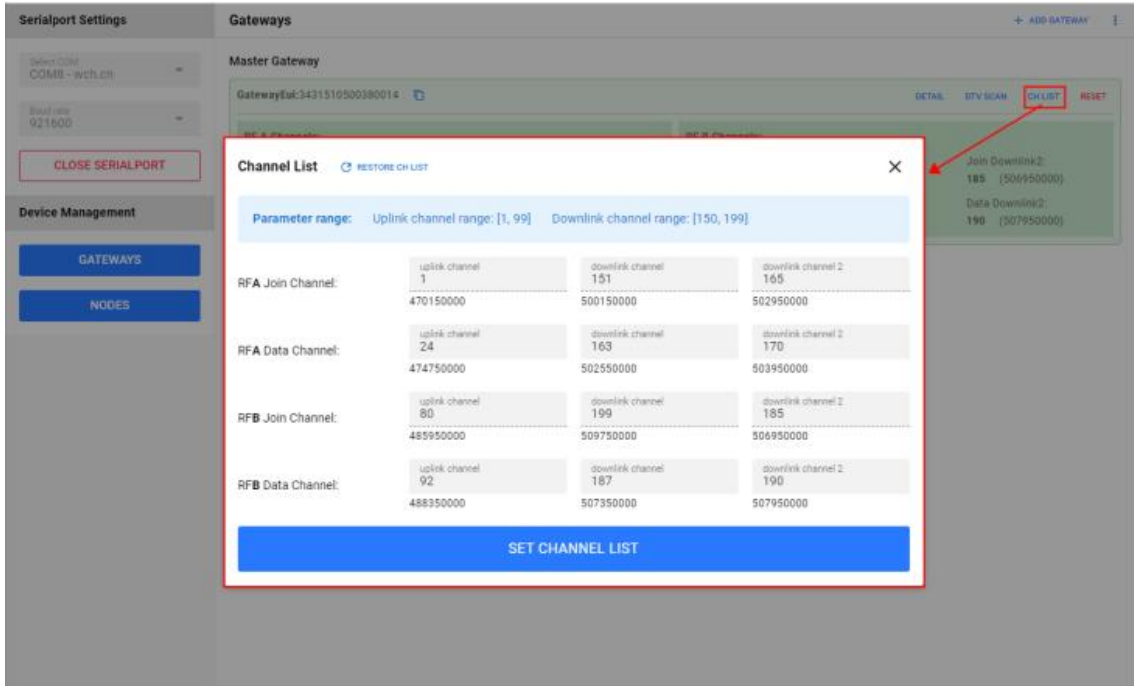 Serialport Settings
Gateways
+ ADD GATEWAY
Select COM
COM8 - wch.cn
Master Gateway
GatewayEui:3431510500380014
DETAIL DTV SCAN CH LIST RESET
Baud rate
921600
RF A Channels:
RF B Channels:
CLOSE SERIALPORT
Channel List
RESTORE CH LIST
Join Downlink2:
185 (506950000)
Device Management
Data Downlink2:
190 (507950000)
Parameter range: Uplink channel range: [1, 99] Downlink channel range: [150, 199]
GATEWAYS
NODES
uplink channel downlink channel downlink channel 2
RFA Join Channel: 1 151 165
470150000 500150000 502950000
uplink channel downlink channel downlink channel 2
RFA Data Channel: 24 163 170
474750000 502550000 503950000
uplink channel downlink channel downlink channel 2
RFB Join Channel: 80 199 185
485950000 509750000 506950000
uplink channel downlink channel downlink channel 2
RFB Data Channel: 92 187 190
488350000 507350000 507950000
SET CHANNEL LIST